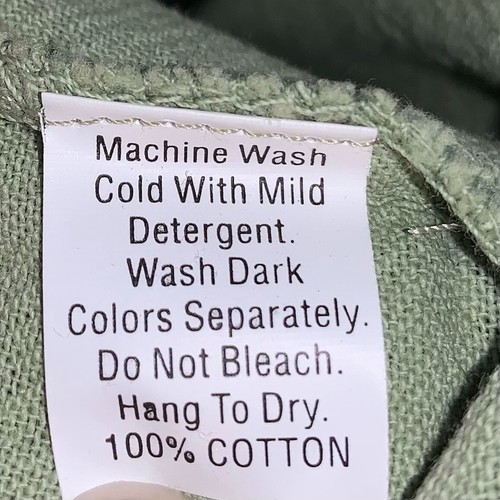 Machine Wash
Cold With Mild
Detergent.
Wash Dark
Colors Separately.
Do Not Bleach.
Hang To Dry.
100% COTTON